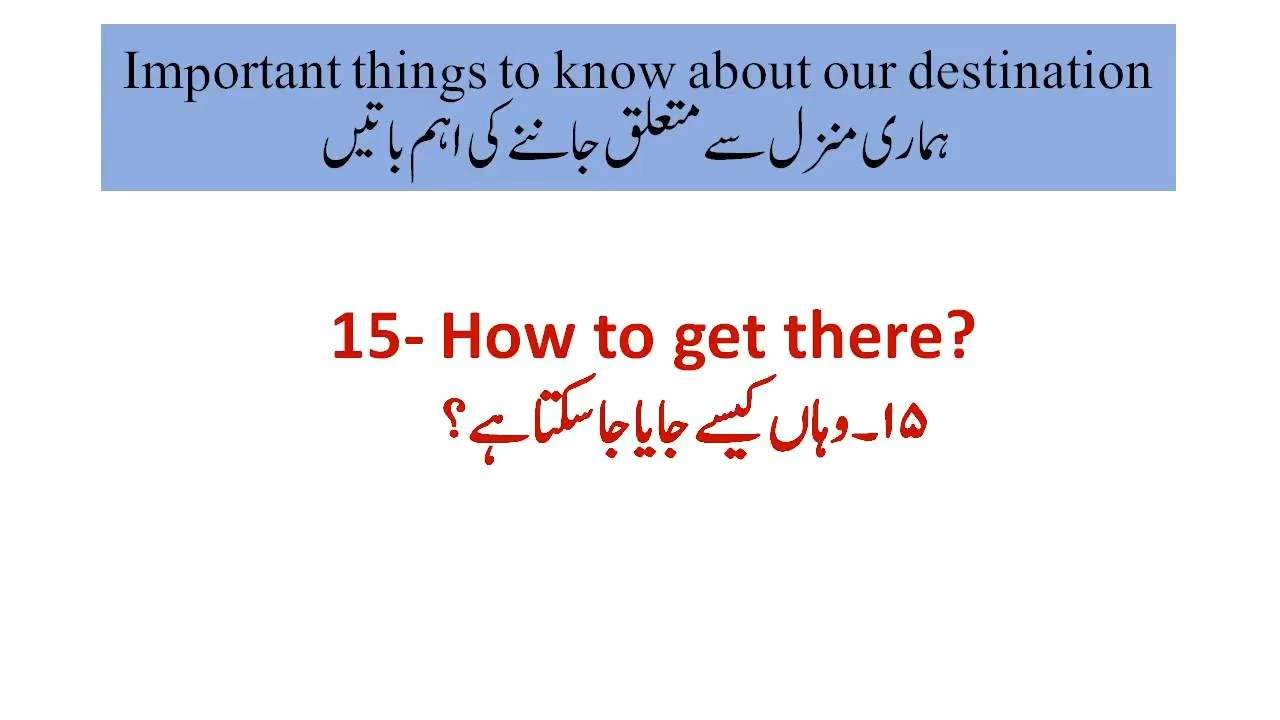 Important things to know about our destination
ہماری منزل سے متعلق جاننے کی اہم باتیں
15- How to get there?
۱۵۔وہاں کیسے جایا جاسکتا ہے؟